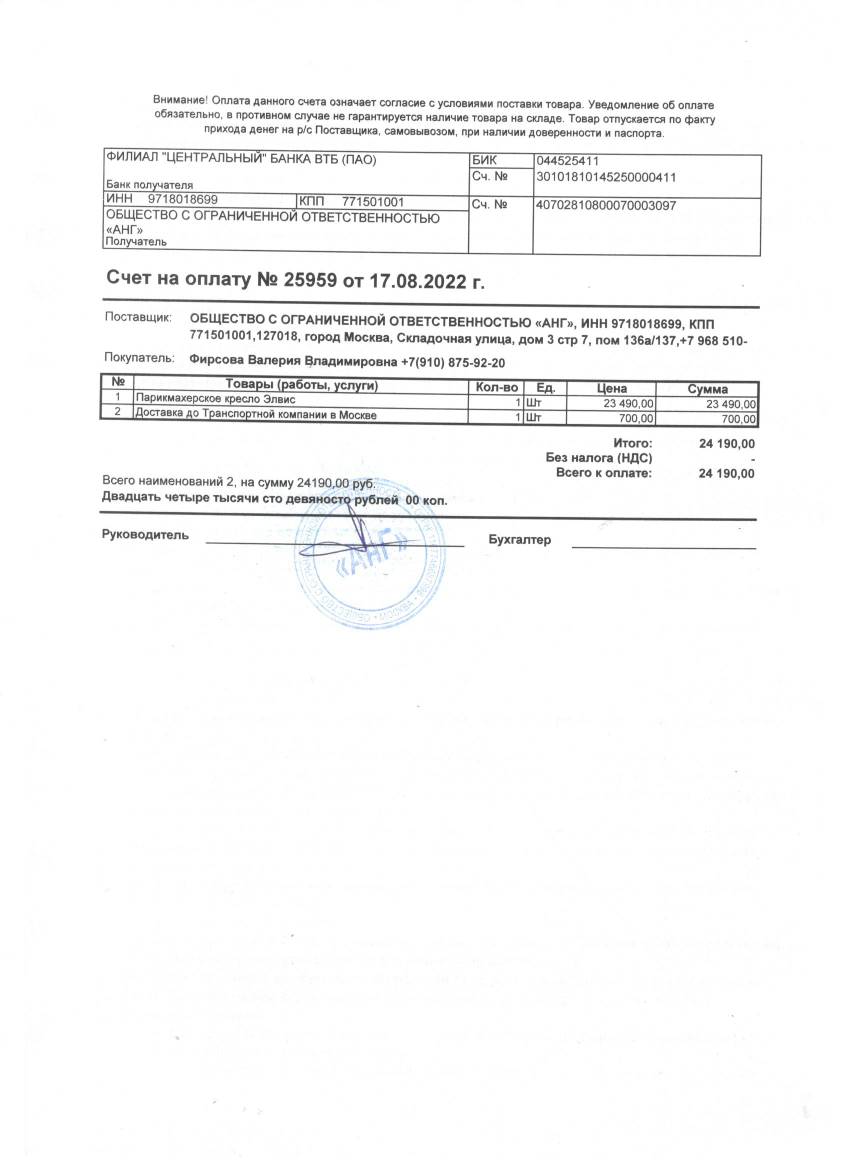 Внимание! Оплата данного счета означает согласие с условиями поставки товара. Уведомление об оплате
обязательно, в противном случае не гарантируется наличие товара на складе. Товар отпускается по факту
прихода денег на р/с Поставщика, самовывозом, при наличии доверенности и паспорта.
ФИЛИАЛ "ЦЕНТРАЛЬНЫЙ" БАНКА ВТБ (ПАО) БИК 044525411
Сч. № 30101810145250000411
Банк получателя
ИНН 9718018699 КПП 771501001 Сч. № 40702810800070003097
ОБЩЕСТВО С ОГРАНИЧЕННОЙ ОТВЕТСТВЕННОСТЬЮ
«АНГ»
Получатель
Счет на оплату № 25959 от 17.08.2022 г.
Поставщик: ОБЩЕСТВО С ОГРАНИЧЕННОЙ ОТВЕТСТВЕННОСТЬЮ «АНГ», ИНН 9718018699, КПП
771501001,127018, город Москва, Складочная улица, дом 3 стр 7, пом 136а/137,+7 968 510-
Покупатель: Фирсова Валерия Владимировна +7(910) 875-92-20
№ Товары (работы, услуги) Кол-во Ед. Цена Сумма
1 Парикмахерское кресло Элвис 1 Шт 23 490,00 23 490,00
2 Доставка до Транспортной компании в Москве 1 Шт 700,00 700,00
Итого: 24 190,00
Без налога (НДС) -
Всего к оплате: 24 190,00
Всего наименований 2, на сумму 24190,00 руб.
Двадцать четыре тысячи сто девяносто рублей 00 коп.
Руководитель Бухгалтер
«АНГ»